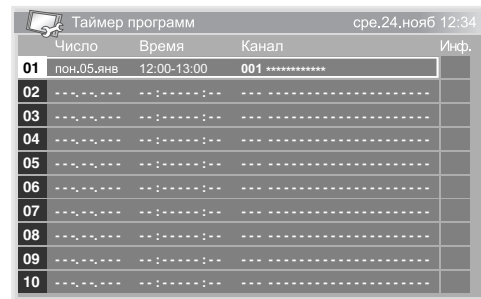 Таймер программ сре.24.нояб 12:34
Число Время Канал Инф.
01 пон.05.янв 12:00-13:00 001 ************
02 ---.--.--- --:-----:-- --- -----------------------
03 ---.--.--- --:-----:-- --- -----------------------
04 ---.--.--- --:-----:-- --- -----------------------
05 ---.--.--- --:-----:-- --- -----------------------
06 ---.--.--- --:-----:-- --- -----------------------
07 ---.--.--- --:-----:-- --- -----------------------
08 ---.--.--- --:-----:-- --- -----------------------
09 ---.--.--- --:-----:-- --- -----------------------
10 ---.--.--- --:-----:-- --- -----------------------